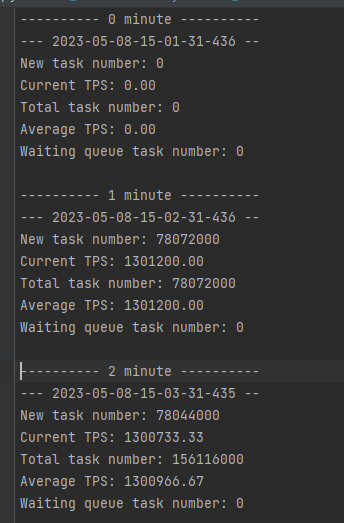 ---------- 0 minute ----------
--- 2023-05-08-15-01-31-436 --
New task number: 0
Current TPS: 0.00
Total task number: 0
Average TPS: 0.00
Waiting queue task number: 0
---------- 1 minute ----------
--- 2023-05-08-15-02-31-436 --
New task number: 78072000
Current TPS: 1301200.00
Total task number: 78072000
Average TPS: 1301200.00
Waiting queue task number: 0
---------- 2 minute ----------
--- 2023-05-08-15-03-31-435 --
New task number: 78044000
Current TPS: 1300733.33
Total task number: 156116000
Average TPS: 1300966.67
Waiting queue task number: 0